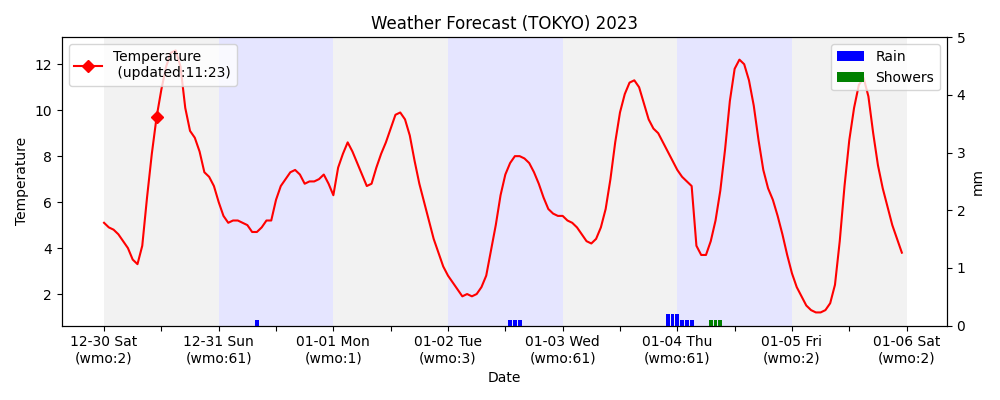 Weather Forecast (TOKYO) 2023
Temperature
(updated:11:23)
Rain
Showers
Temperature
12
10
8
6
4
2
mm
5
4
3
2
1
0
12-30 Sat
(wmo:2)
12-31 Sun
(wmo:61)
01-01 Mon
(wmo:1)
01-02 Tue
(wmo:3)
01-03 Wed
(wmo:61)
01-04 Thu
(wmo:61)
01-05 Fri
(wmo:2)
01-06 Sat
(wmo:2)
Date